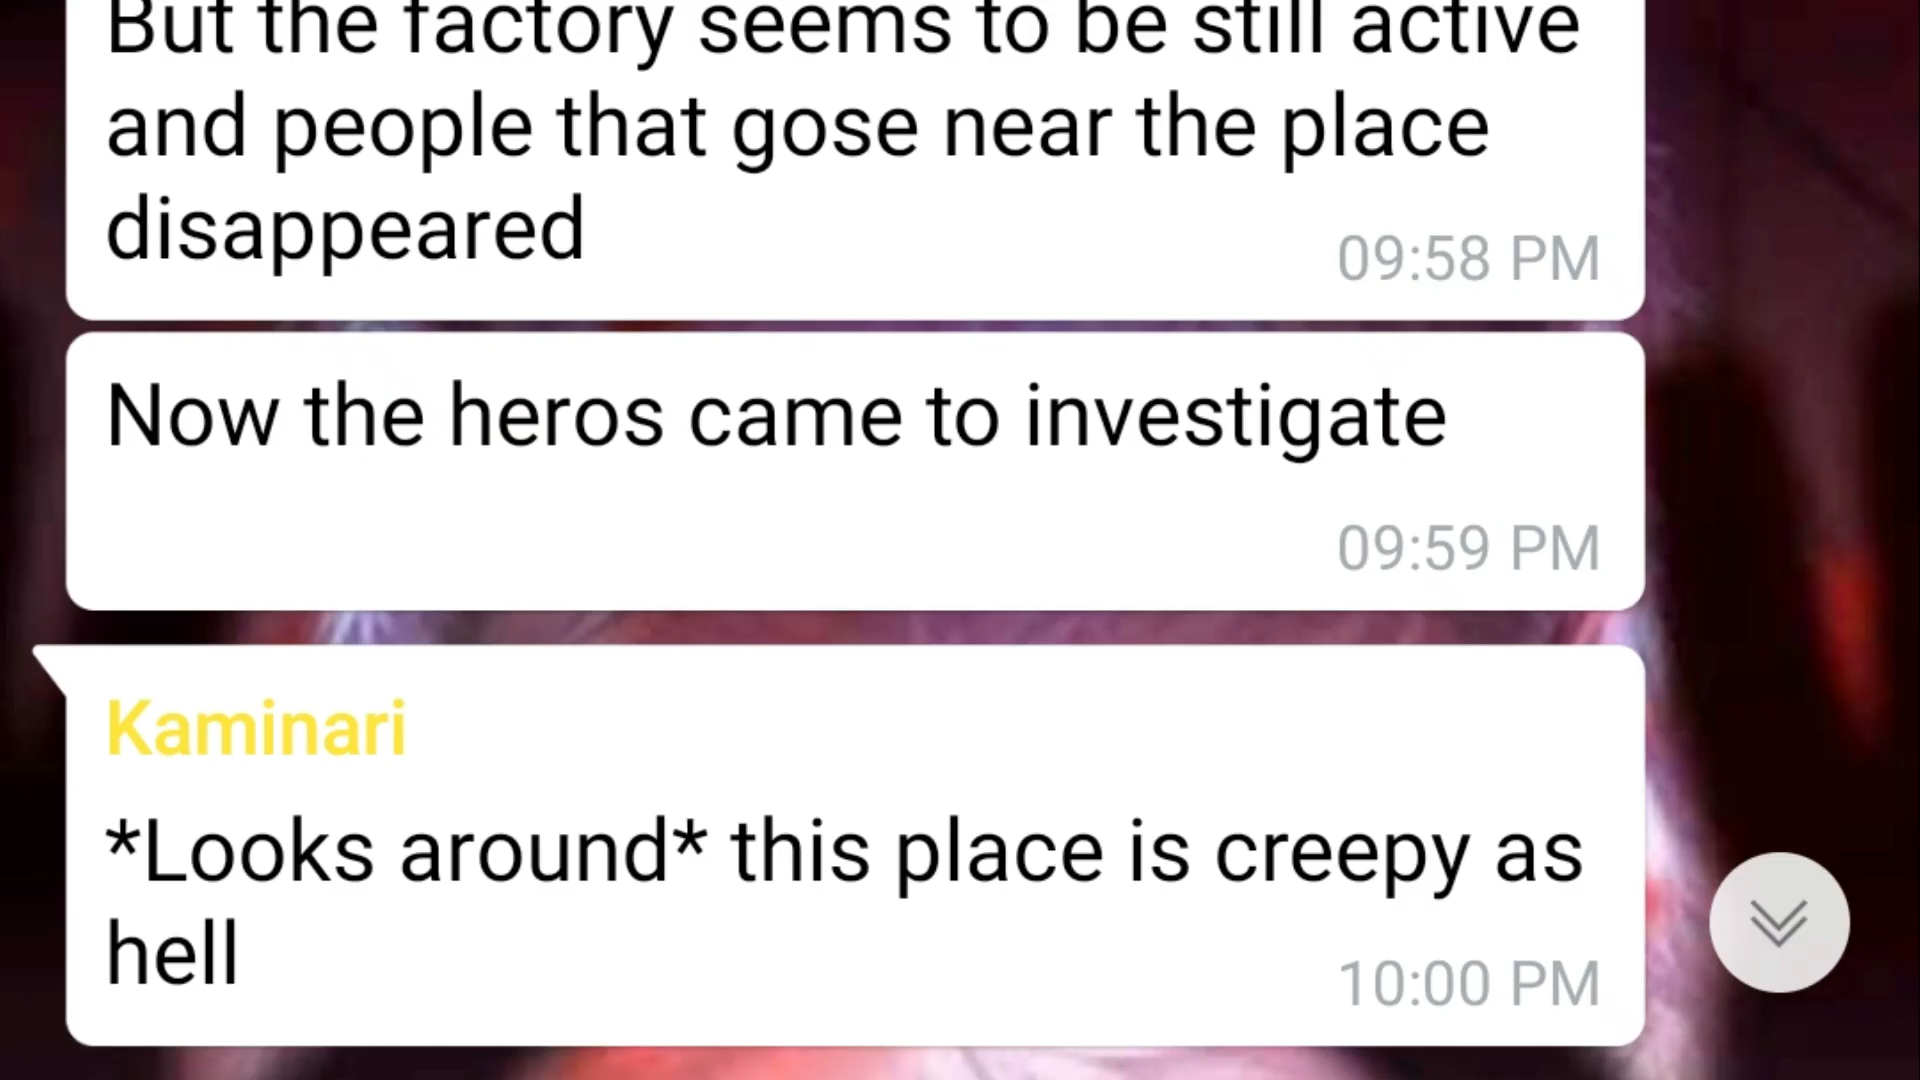 But the factory seems to be still active
and people that gose near the place
disappeared
09:58 PM
Now the heros came to investigate
09:59 PM
Kaminari
*Looks around* this place is creepy as
hell
10:00 PM